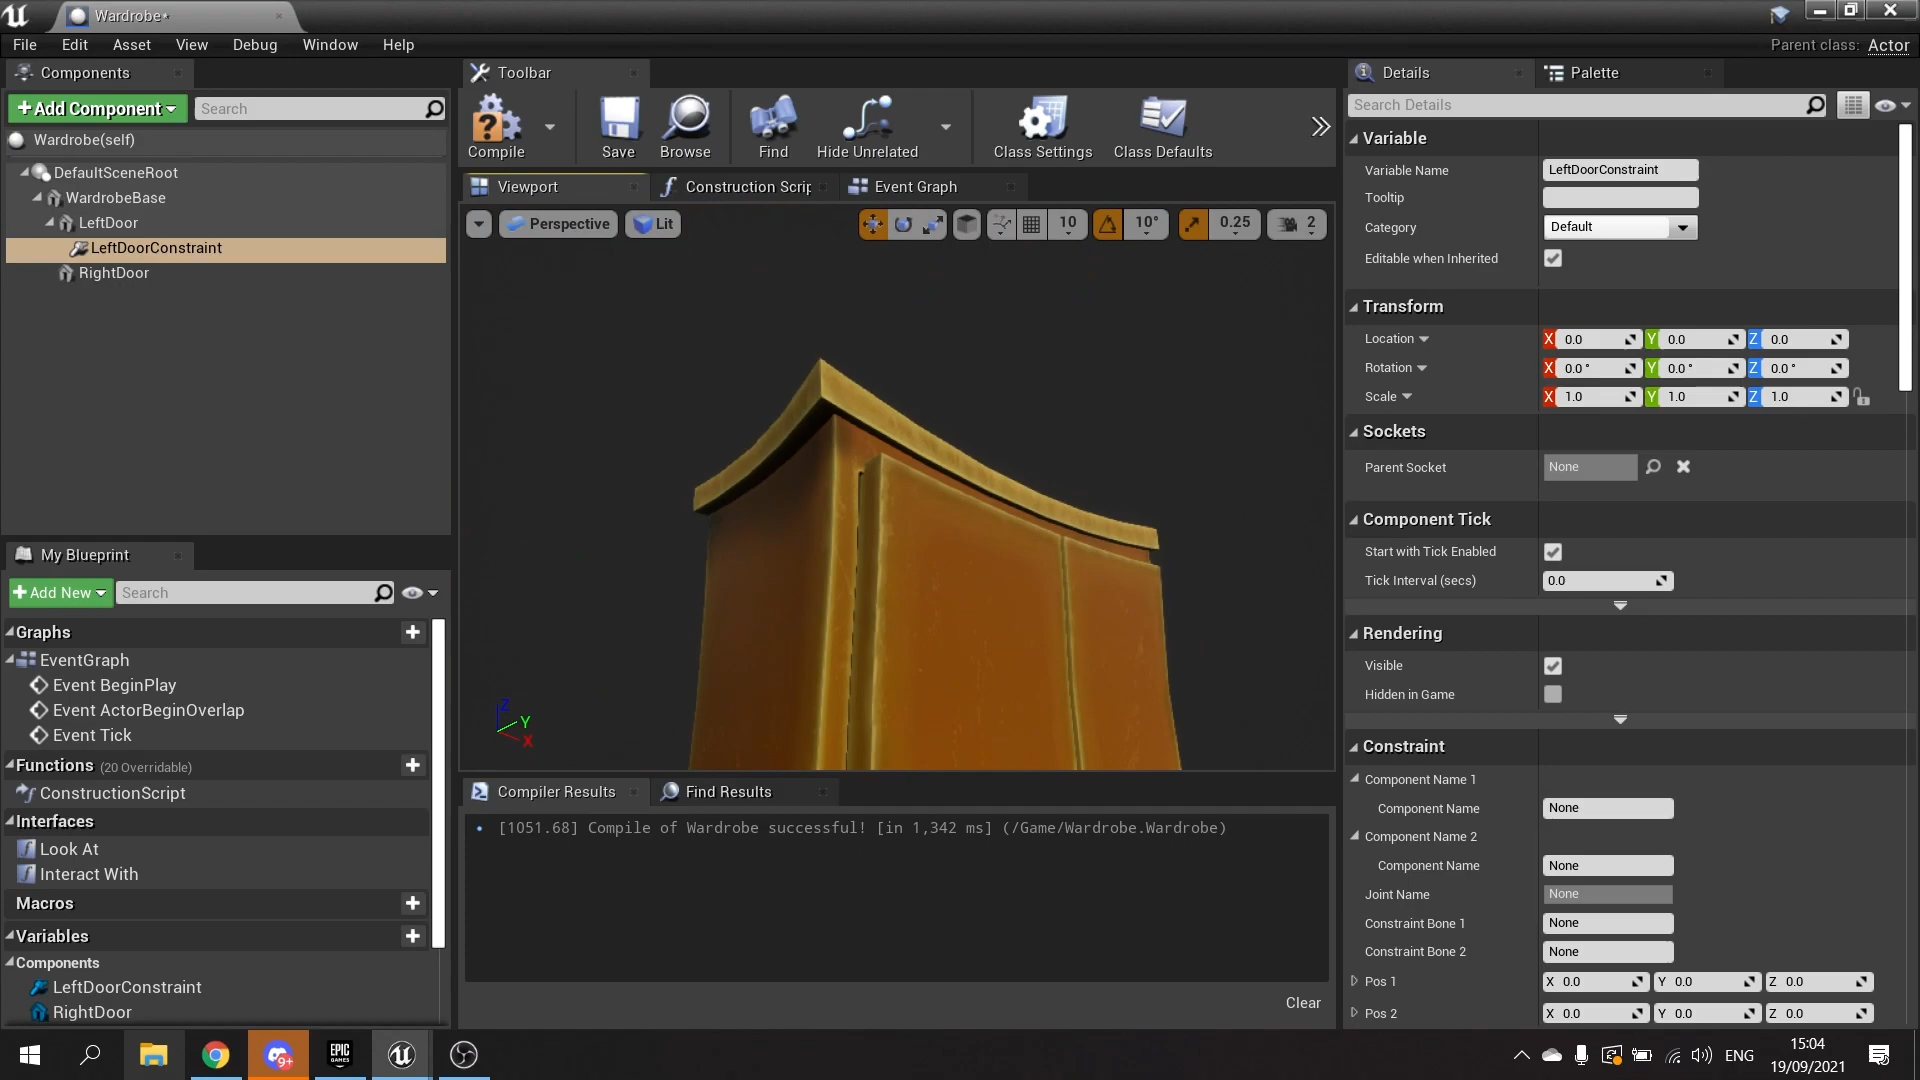 Wardrobe*
File Edit Asset View Debug Window Help
Parent class: Actor
Components
Add Component
Search
Wardrobe(self)
DefaultSceneRoot
WardrobeBase
LeftDoor
LeftDoorConstraint
RightDoor
My Blueprint
Add New
Search
Graphs
EventGraph
Event BeginPlay
Event ActorBeginOverlap
Event Tick
Functions (20 Overridable)
ConstructionScript
Interfaces
Look At
Interact With
Macros
Variables
Components
LeftDoorConstraint
RightDoor
Toolbar
Compile Save Browse Find Hide Unrelated Class Settings Class Defaults
Viewport Construction Scrip Event Graph
Perspective Lit 10 10° 0.25 2
Z Y X
Compiler Results Find Results
[1051.68] Compile of Wardrobe successful! [in 1,342 ms] (/Game/Wardrobe.Wardrobe)
Clear
Details Palette
Search Details
Variable
Variable Name LeftDoorConstraint
Tooltip
Category Default
Editable when Inherited
Transform
Location X 0.0 Y 0.0 Z 0.0
Rotation X 0.0 ° Y 0.0 ° Z 0.0 °
Scale X 1.0 Y 1.0 Z 1.0
Sockets
Parent Socket None
Component Tick
Start with Tick Enabled
Tick Interval (secs) 0.0
Rendering
Visible
Hidden in Game
Constraint
Component Name 1
Component Name None
Component Name 2
Component Name None
Joint Name None
Constraint Bone 1 None
Constraint Bone 2 None
Pos 1 X 0.0 Y 0.0 Z 0.0
Pos 2 X 0.0 Y 0.0 Z 0.0
9+
EPIC GAMES
ENG
15:04
19/09/2021